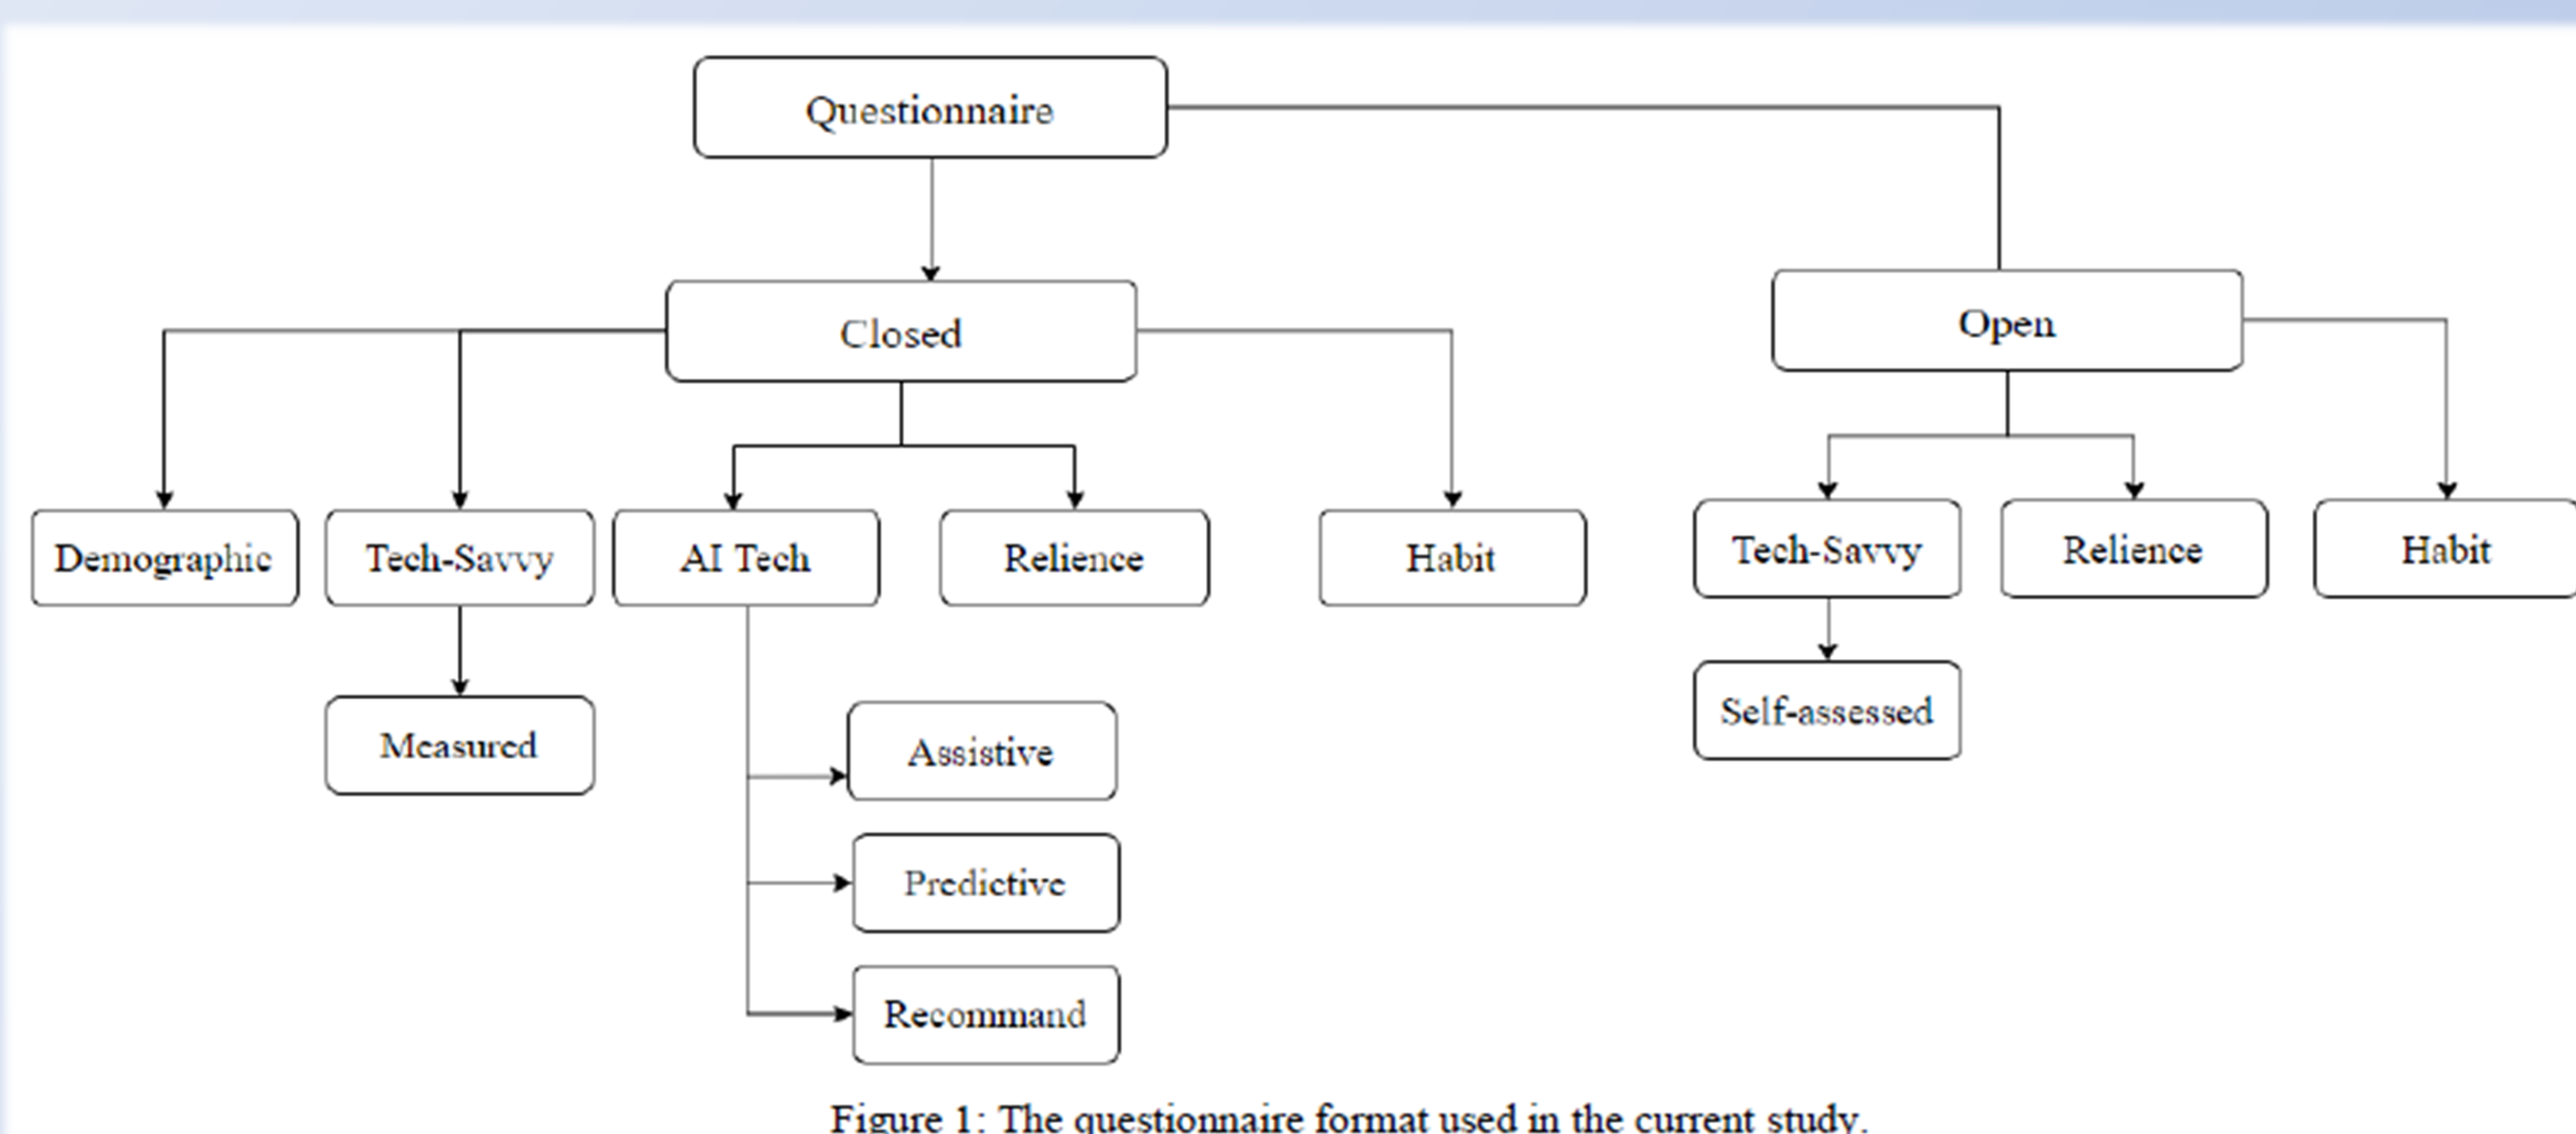 Questionnaire
Closed
Open
Demographic
Tech-Savvy
AI Tech
Relience
Habit
Tech-Savvy
Relience
Habit
Measured
Assistive
Predictive
Recommand
Self-assessed
Figure 1: The questionnaire format used in the current study.